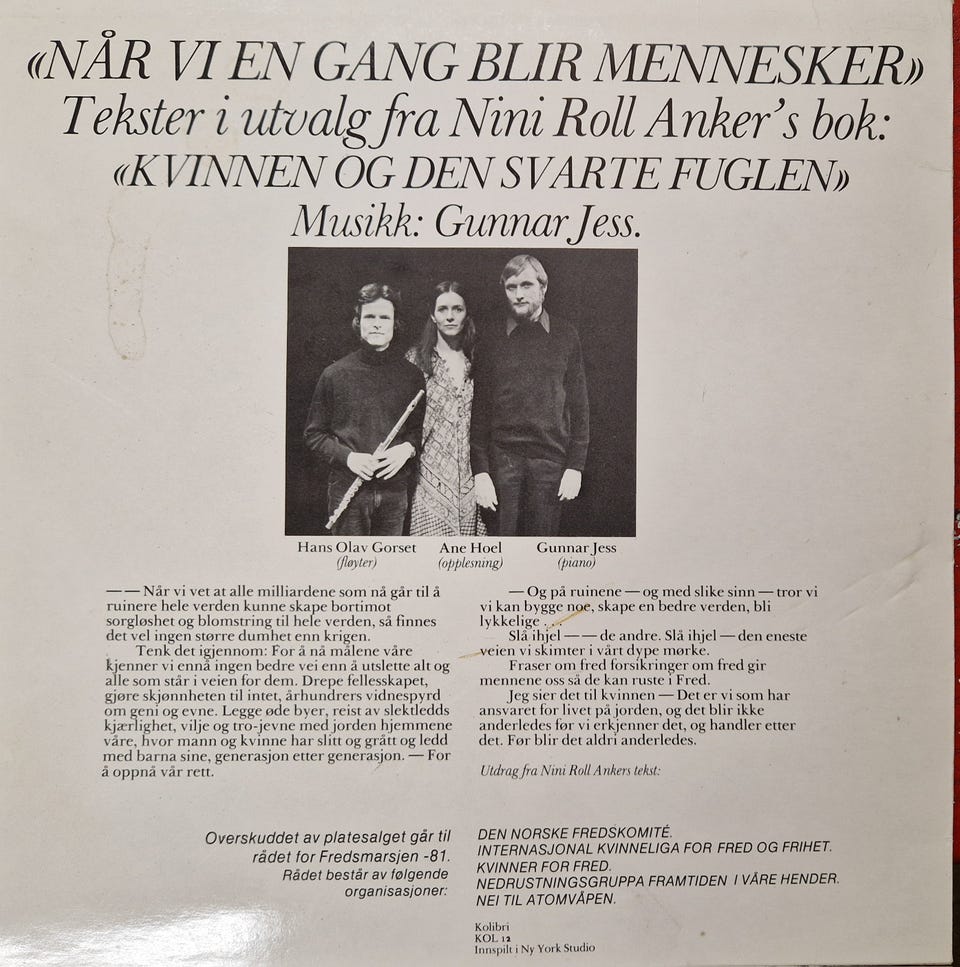 «NÅR VI EN GANG BLIR MENNESKER»
Tekster i utvalg fra Nini Roll Anker's bok:
«KVINNEN OG DEN SVARTE FUGLEN»
Musikk: Gunnar Jess.
Hans Olav Gorset
(fløyter)
Ane Hoel
(opplesning)
Gunnar Jess
(piano)
— — Når vi vet at alle milliardene som nå går til å
ruinere hele verden kunne skape bortimot
sorgløshet og blomstring til hele verden, så finnes
det vel ingen større dumhet enn krigen.
Tenk det igjennom: For å nå målene våre
kjenner vi ennå ingen bedre vei enn å utslette alt og
alle som står i veien for dem. Drepe fellesskapet,
gjøre skjønnheten til intet, århundrers vidnespyrd
om geni og evne. Legge øde byer, reist av slektledds
kjærlighet, vilje og tro-jevne med jorden hjemmene
våre, hvor mann og kvinne har slitt og grått og ledd
med barna sine, generasjon etter generasjon. — For
å oppnå vår rett.
— Og på ruinene — og med slike sinn — tror vi
vi kan bygge noe, skape en bedre verden, bli
lykkelige . . .
Slå ihjel — — de andre. Slå ihjel — den eneste
veien vi skimter i vårt dype mørke.
Fraser om fred forsikringer om fred gir
mennene oss så de kan ruste i Fred.
Jeg sier det til kvinnen — Det er vi som har
ansvaret for livet på jorden, og det blir ikke
anderledes før vi erkjenner det, og handler etter
det. Før blir det aldri anderledes.
Utdrag fra Nini Roll Ankers tekst:
Overskuddet av platesalget går til
rådet for Fredsmarsjen -81.
Rådet består av følgende
organisasjoner:
DEN NORSKE FREDSKOMITÉ.
INTERNASJONAL KVINNELIGA FOR FRED OG FRIHET.
KVINNER FOR FRED.
NEDRUSTNINGSGRUPPA FRAMTIDEN I VÅRE HENDER.
NEI TIL ATOMVÅPEN.
Kolibri
KOL 12
Innspilt i Ny York Studio